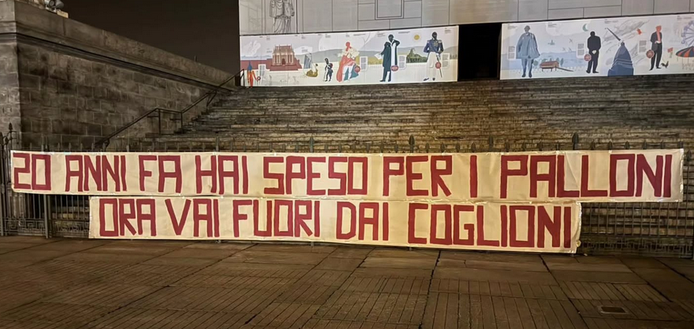 20 ANNI FA HAI SPESO PER I PALLONI
ORA VAI FUORI DAI COGLIONI